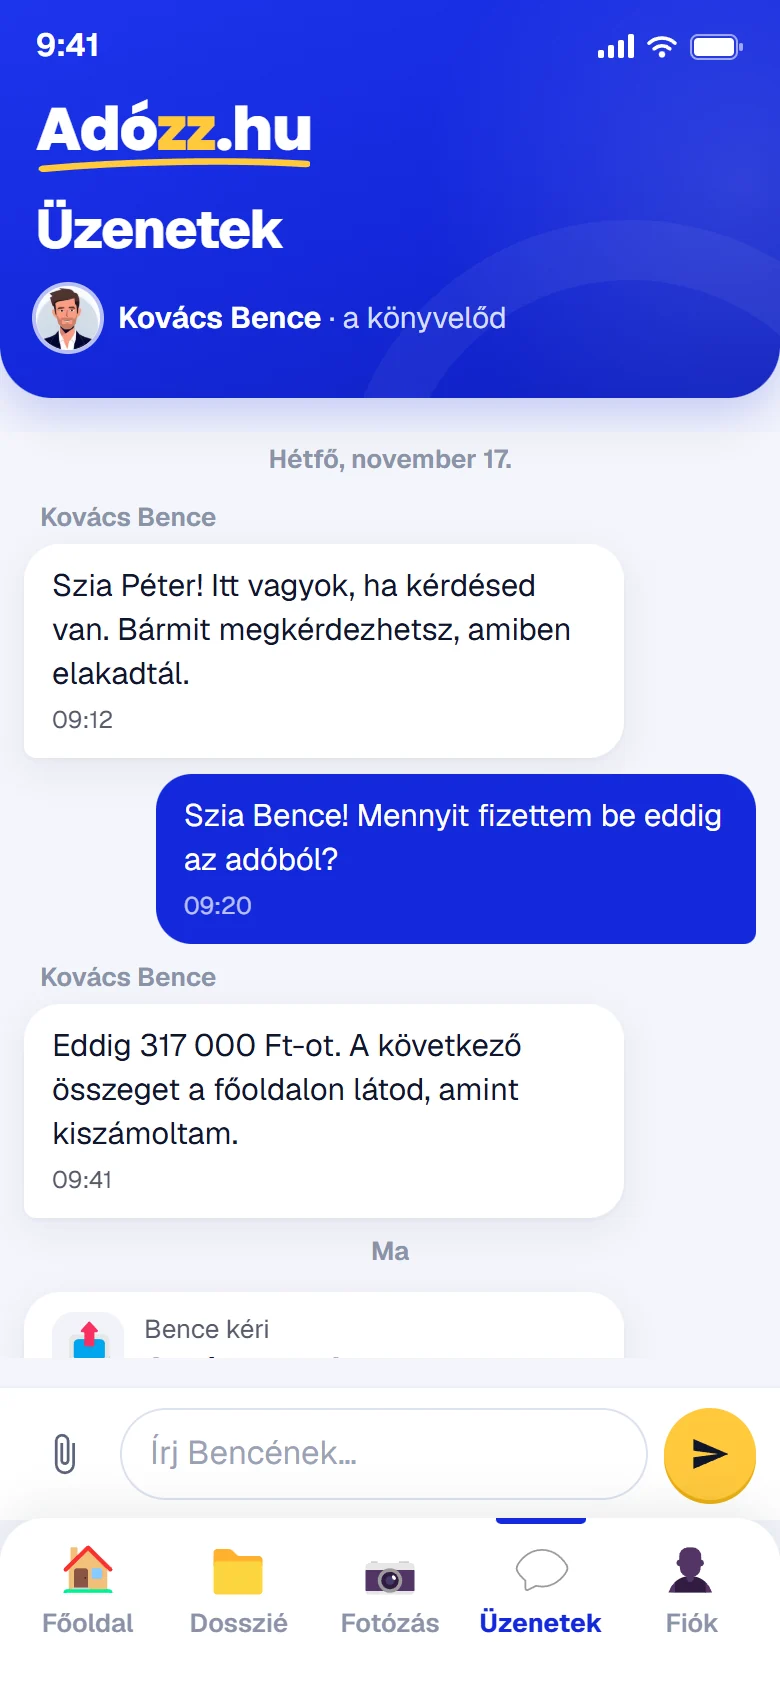 9:41
Adózz.hu
Üzenetek
Kovács Bence · a könyvelőd
Hétfő, november 17.
Kovács Bence
Szia Péter! Itt vagyok, ha kérdésed
van. Bármit megkérdezhetsz, amiben
elakadtál.
09:12
Szia Bence! Mennyit fizettem be eddig
az adóból?
09:20
Kovács Bence
Eddig 317 000 Ft-ot. A következő
összeget a főoldalon látod, amint
kiszámoltam.
09:41
Ma
Bence kéri
Írj Bencének...
Főoldal
Dosszié
Fotózás
Üzenetek
Fiók